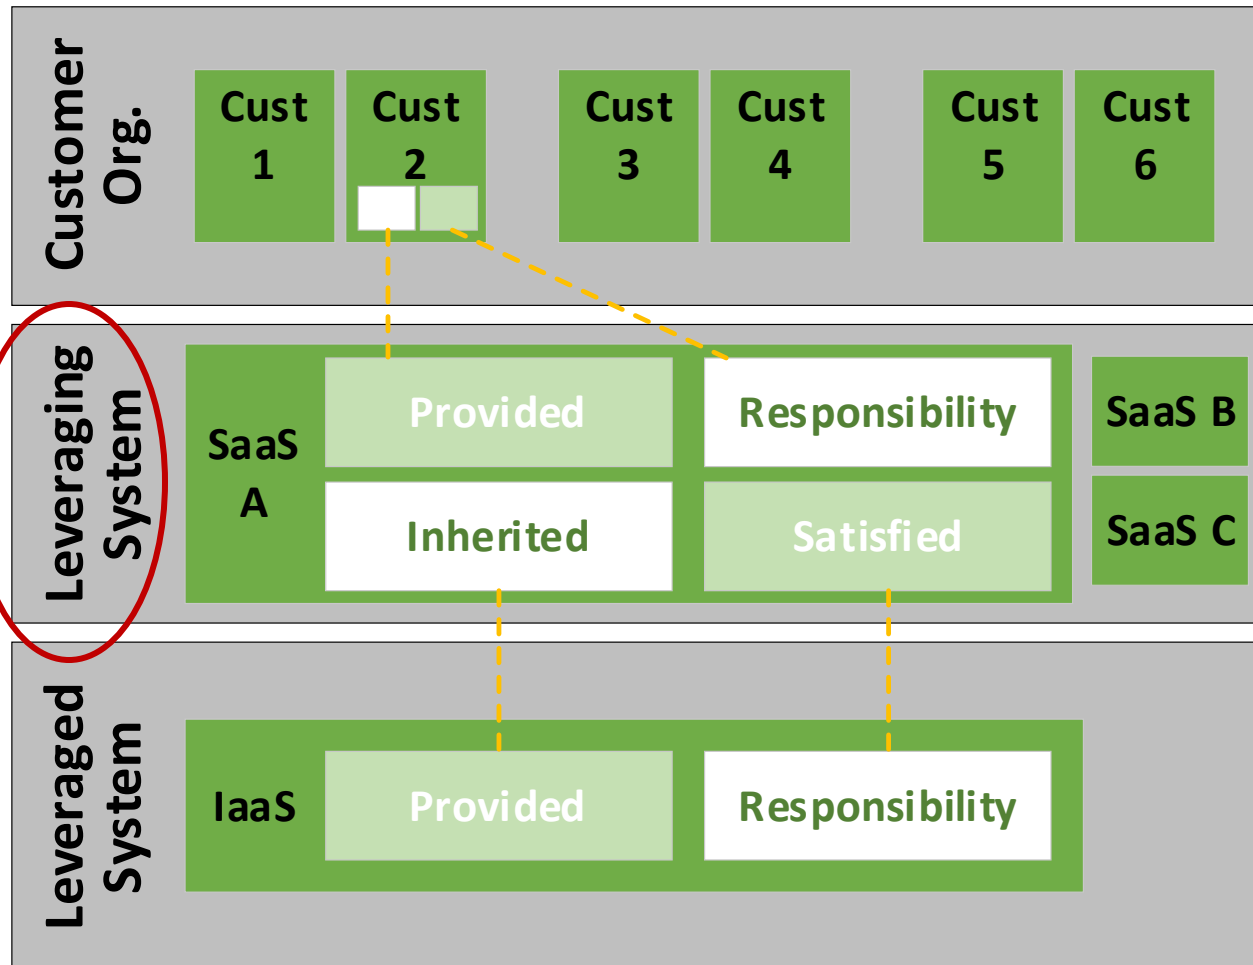 Customer
Org.
Cust
1
Cust
2
Cust
3
Cust
4
Cust
5
Cust
6
Leveraging
System
SaaS
A
Provided
Responsibility
Inherited
Satisfied
SaaS B
SaaS C
Leveraged
System
IaaS
Provided
Responsibility